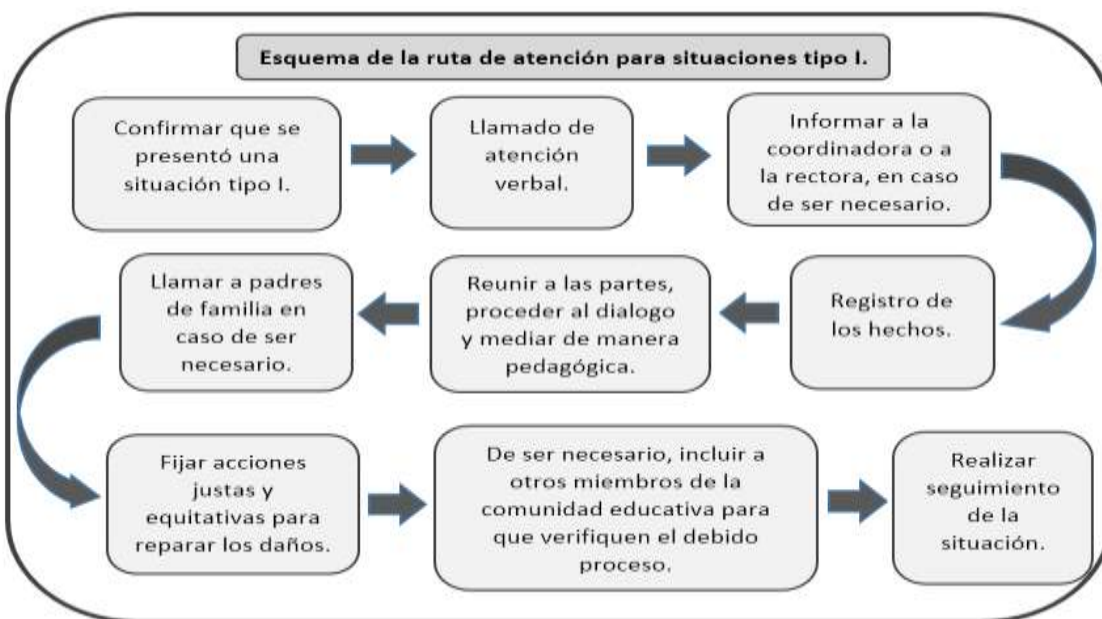 Esquema de la ruta de atención para situaciones tipo I.
Confirmar que se
presentó una
situación tipo I.
Llamado de
atención
verbal.
Informar a la
coordinadora o a
la rectora, en caso
de ser necesario.
Registro de
los hechos.
Reunir a las partes,
proceder al dialogo
y mediar de manera
pedagógica.
Llamar a padres
de familia en
caso de ser
necesario.
Fijar acciones
justas y
equitativas para
reparar los daños.
De ser necesario, incluir a
otros miembros de la
comunidad educativa para
que verifiquen el debido
proceso.
Realizar
seguimiento
de la
situación.